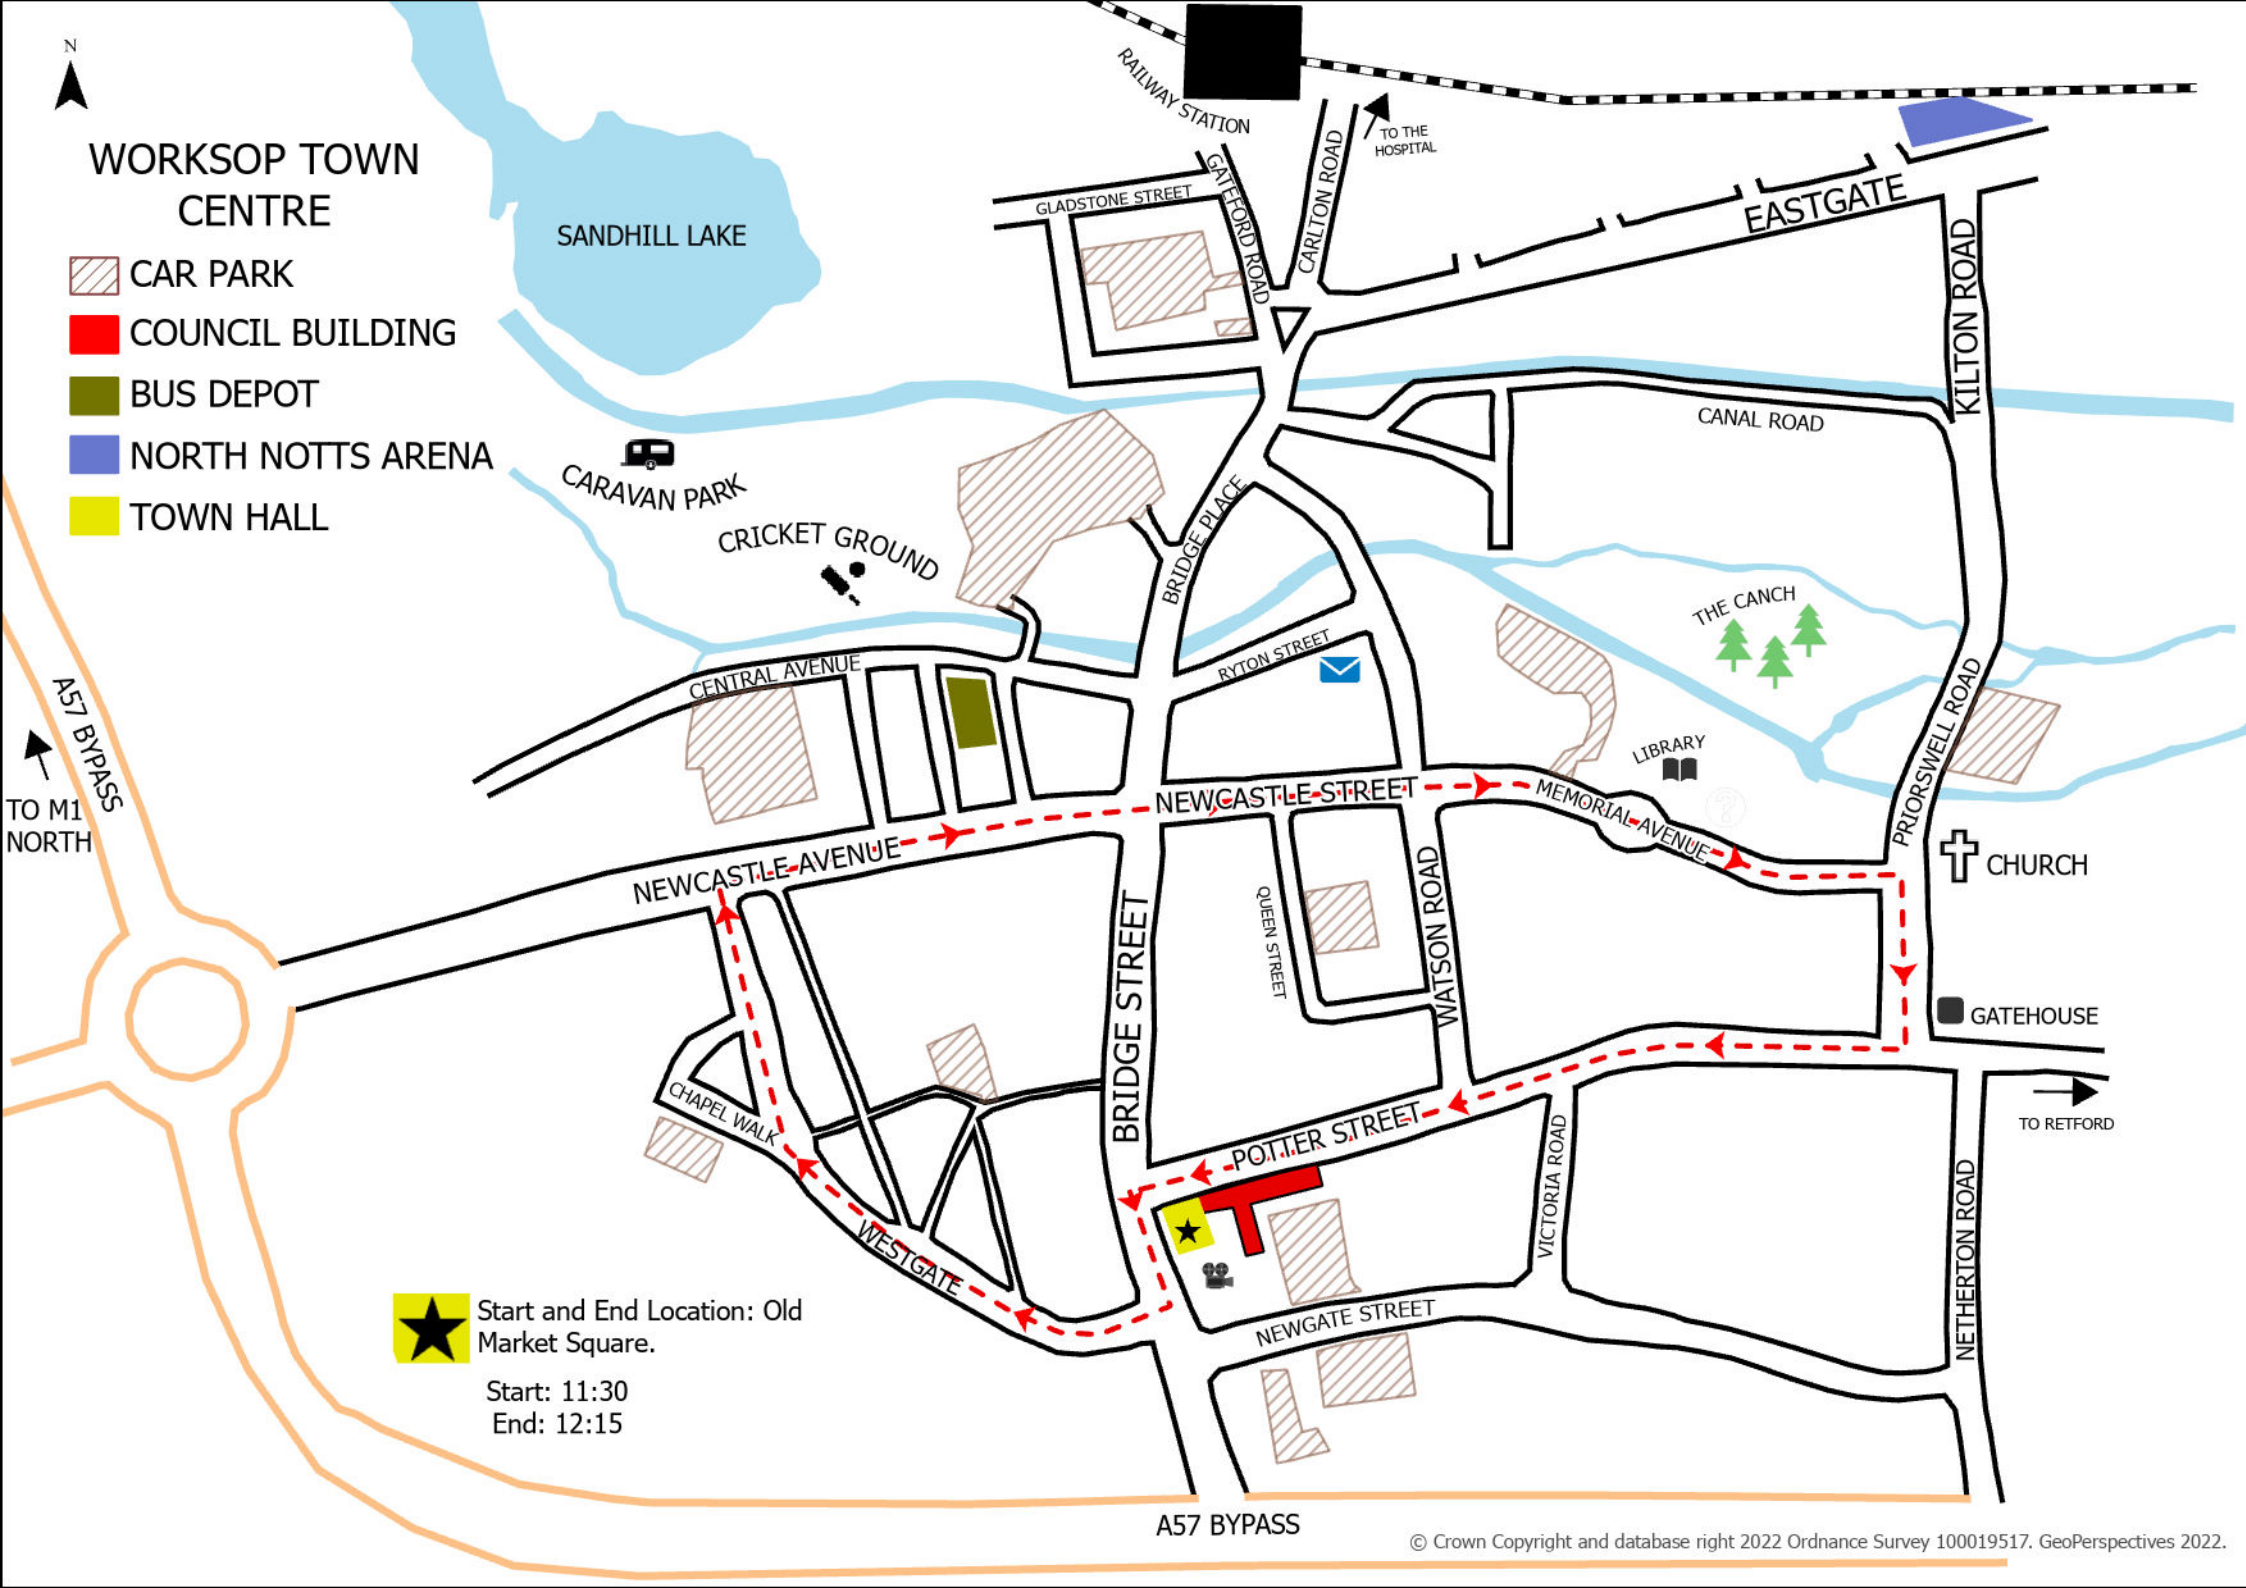 N
WORKSOP TOWN
CENTRE
CAR PARK
COUNCIL BUILDING
BUS DEPOT
NORTH NOTTS ARENA
TOWN HALL
SANDHILL LAKE
RAILWAY STATION
TO THE
HOSPITAL
GLADSTONE STREET
GATEFORD ROAD
CARLTON ROAD
EASTGATE
KILTON ROAD
CANAL ROAD
CARAVAN PARK
CRICKET GROUND
BRIDGE PLACE
THE CANCH
RYTON STREET
CENTRAL AVENUE
A57 BYPASS
TO M1
NORTH
LIBRARY
?
PRIORSWELL ROAD
NEWCASTLE STREET
MEMORIAL AVENUE
NEWCASTLE AVENUE
CHURCH
QUEEN STREET
WATSON ROAD
BRIDGE STREET
GATEHOUSE
CHAPEL WALK
POTTER STREET
TO RETFORD
VICTORIA ROAD
NETHERTON ROAD
WESTGATE
NEWGATE STREET
Start and End Location: Old
Market Square.
Start: 11:30
End: 12:15
A57 BYPASS
© Crown Copyright and database right 2022 Ordnance Survey 100019517. GeoPerspectives 2022.